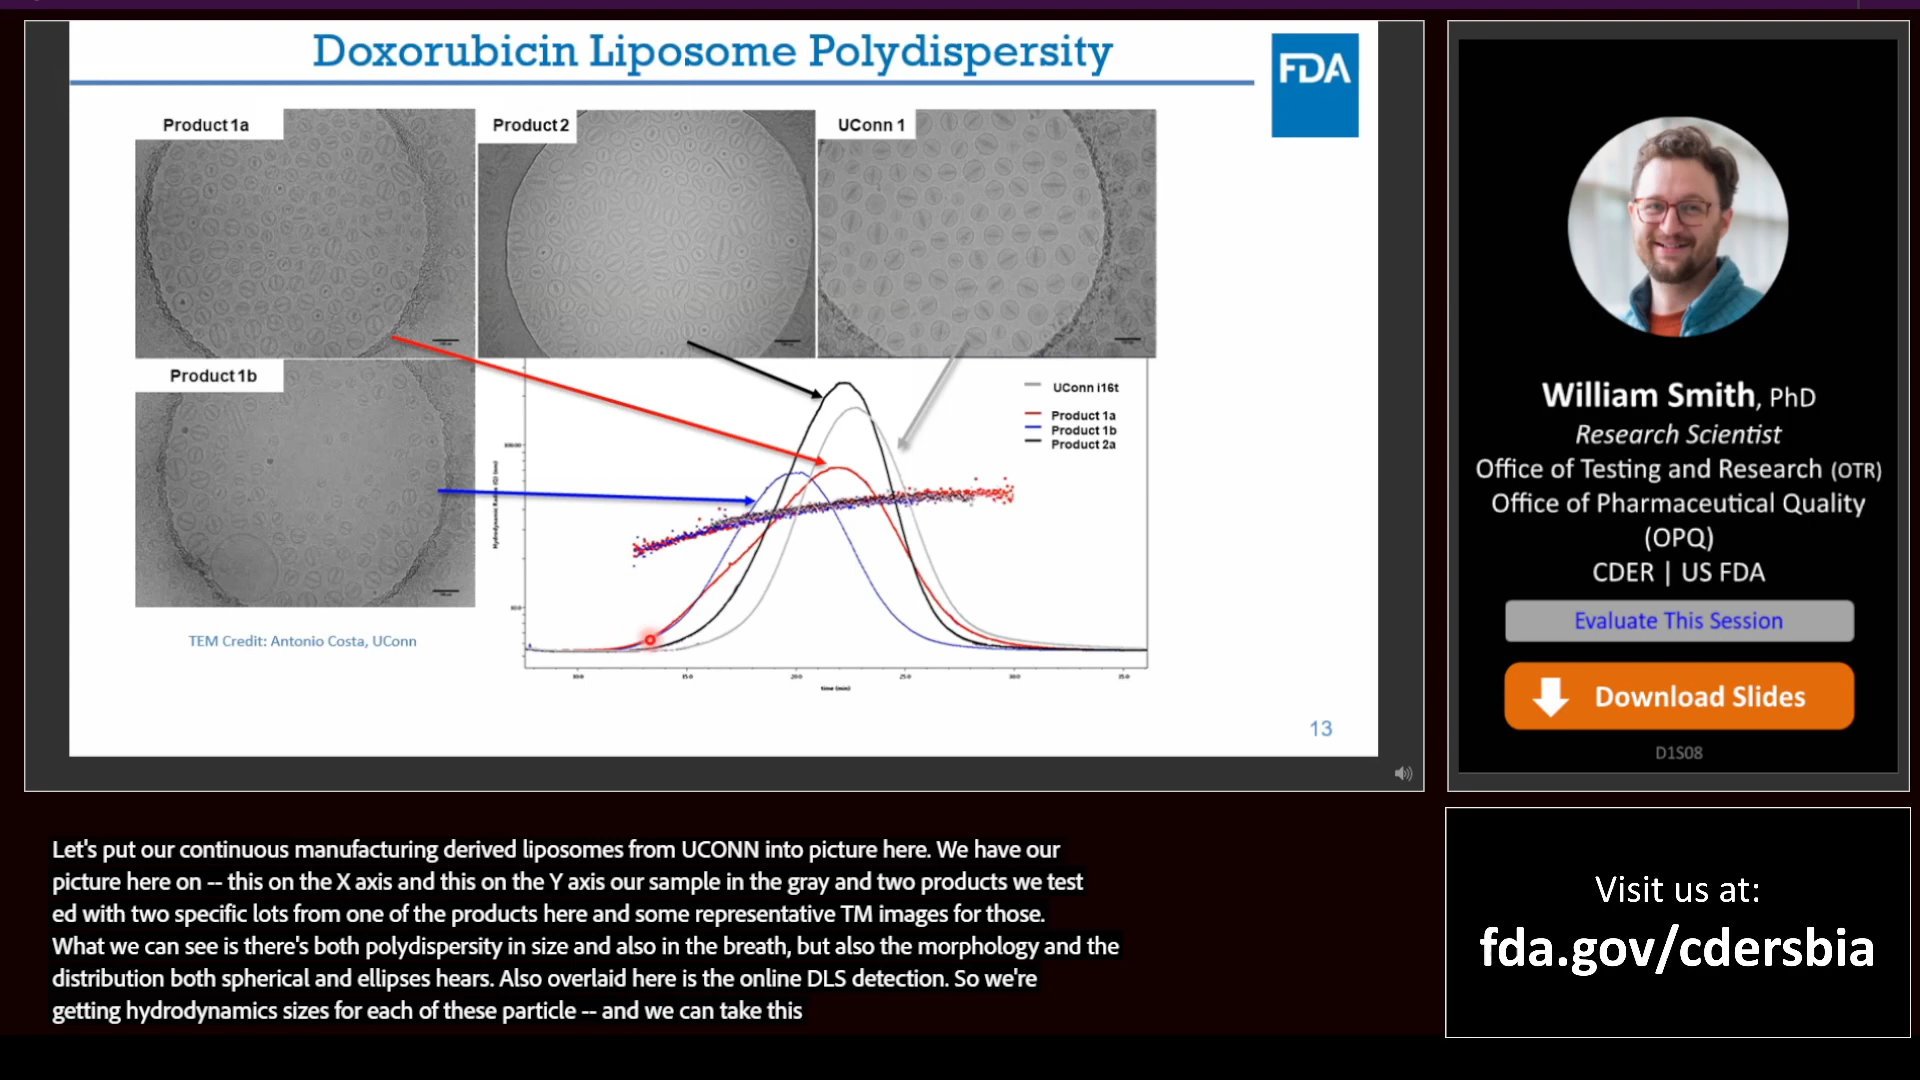 Doxorubicin Liposome Polydispersity
FDA
Product 1a
Product 2
UConn 1
Product 1b
UConn i16t
Product 1a
Product 1b
Product 2a
time (min)
TEM Credit: Antonio Costa, UConn
13
William Smith, PhD
Research Scientist
Office of Testing and Research (OTR)
Office of Pharmaceutical Quality
(OPQ)
CDER | US FDA
Evaluate This Session
Download Slides
D1S08
Let's put our continuous manufacturing derived liposomes from UCONN into picture here. We have our
picture here on -- this on the X axis and this on the Y axis our sample in the gray and two products we test
ed with two specific lots from one of the products here and some representative TM images for those.
What we can see is there's both polydispersity in size and also in the breath, but also the morphology and the
distribution both spherical and ellipses hears. Also overlaid here is the online DLS detection. So we're
getting hydrodynamics sizes for each of these particle -- and we can take this
Visit us at:
fda.gov/cdersbia